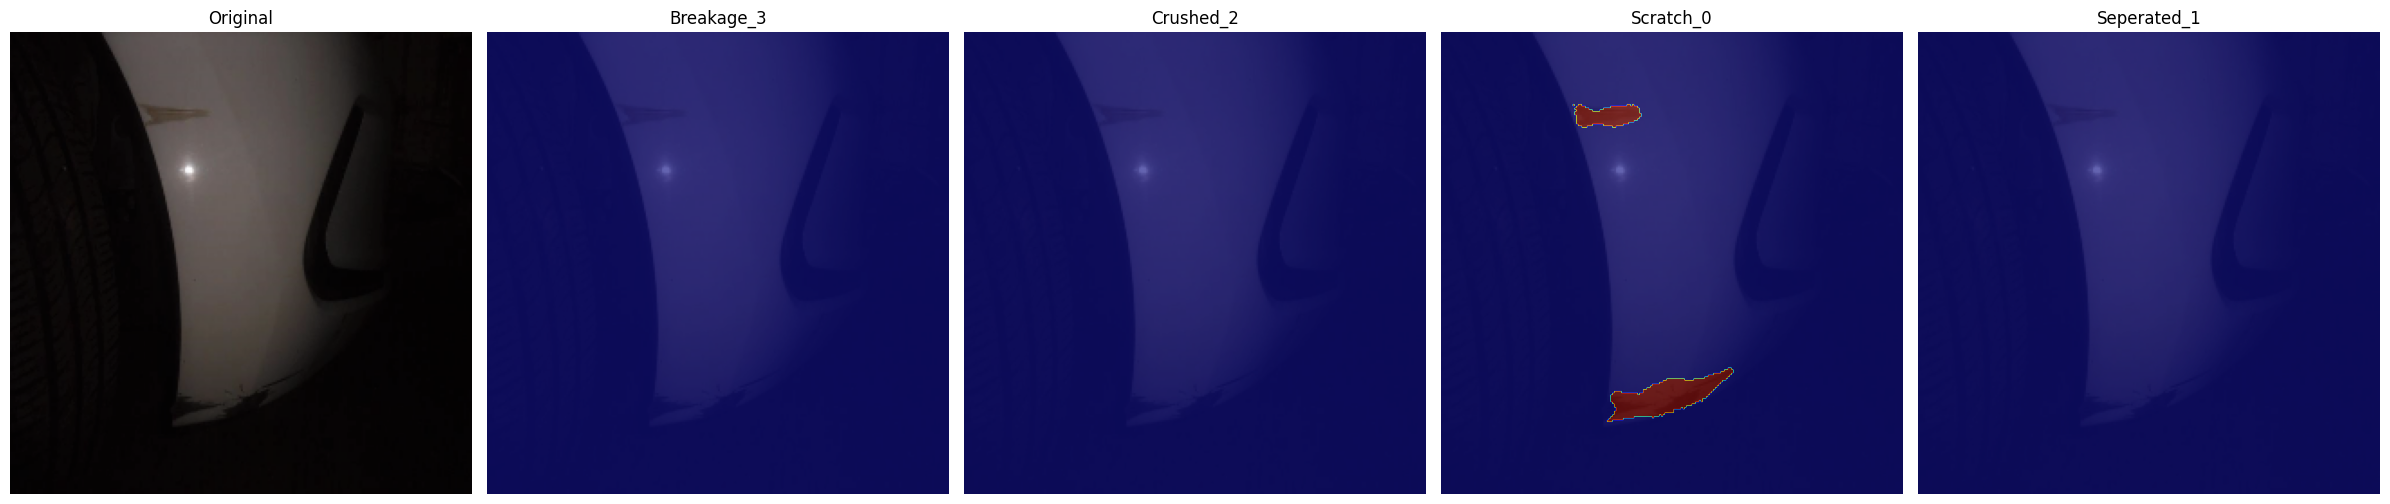 Original
Breakage_3
Crushed_2
Scratch_0
Seperated_1